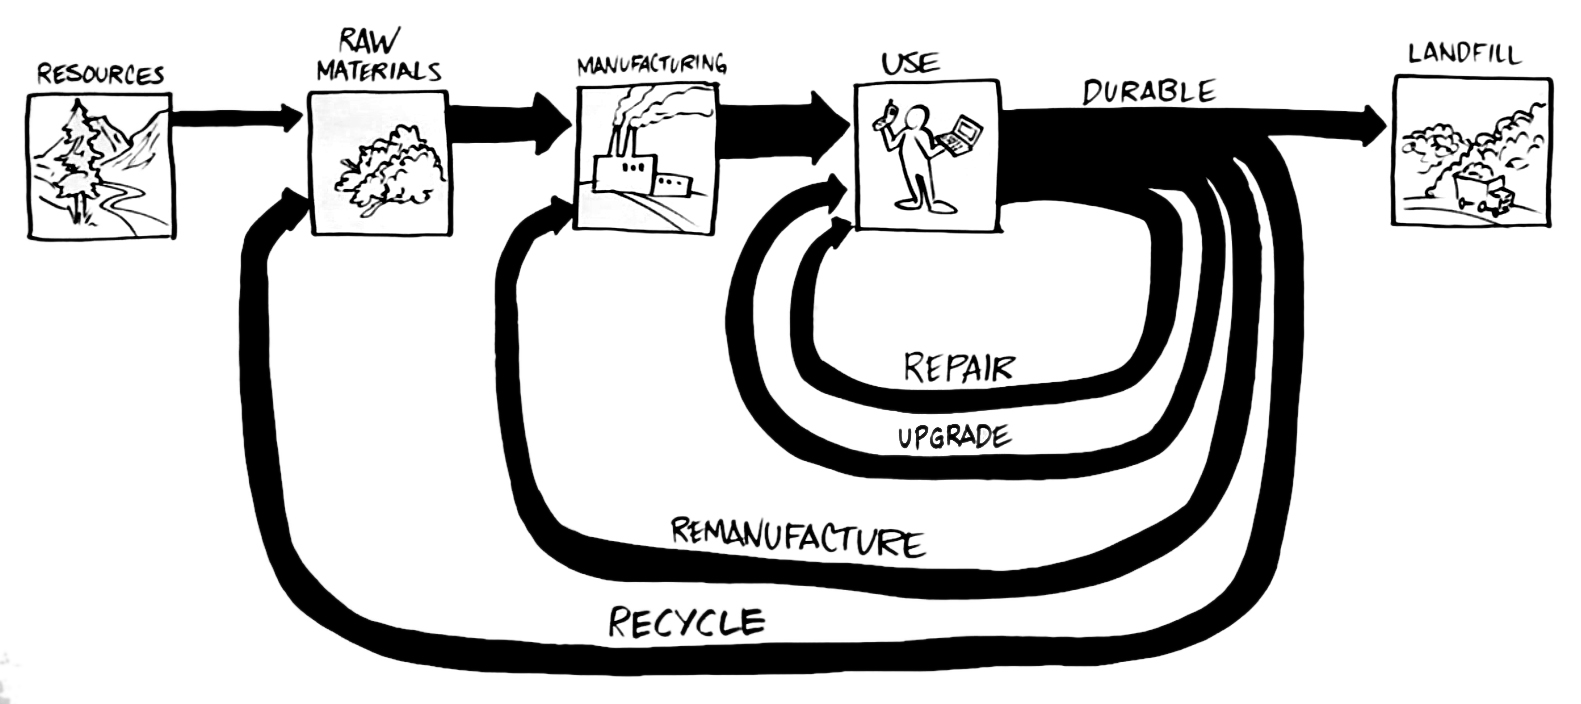 RESOURCES
RAW
MATERIALS
MANUFACTURING
USE
DURABLE
LANDFILL
REPAIR
UPGRADE
REMANUFACTURE
RECYCLE